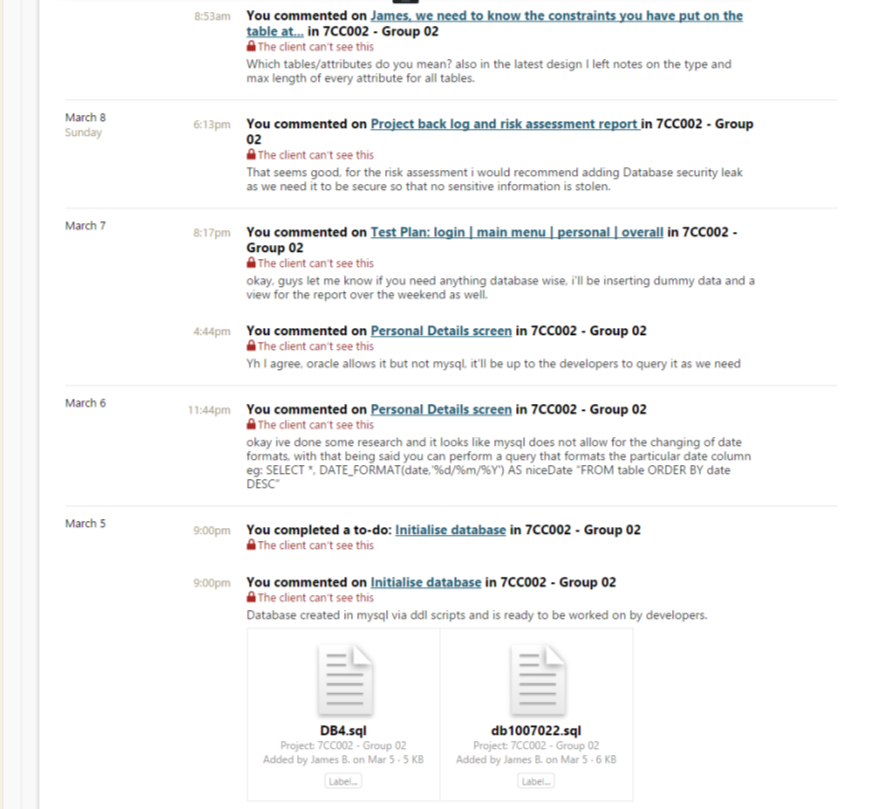 8:53am
You commented on James, we need to know the constraints you have put on the
table at... in 7CC002 - Group 02
The client can't see this
Which tables/attributes do you mean? also in the latest design I left notes on the type and
max length of every attribute for all tables.
March 8
Sunday
6:13pm
You commented on Project back log and risk assessment report in 7CC002 - Group
02
The client can't see this
That seems good, for the risk assessment i would recommend adding Database security leak
as we need it to be secure so that no sensitive information is stolen.
March 7
8:17pm
You commented on Test Plan: login | main menu | personal | overall in 7CC002 -
Group 02
The client can't see this
okay, guys let me know if you need anything database wise, i'll be inserting dummy data and a
view for the report over the weekend as well.
4:44pm
You commented on Personal Details screen in 7CC002 - Group 02
The client can't see this
Yh I agree, oracle allows it but not mysql, it'll be up to the developers to query it as we need
March 6
11:44pm
You commented on Personal Details screen in 7CC002 - Group 02
The client can't see this
okay ive done some research and it looks like mysql does not allow for the changing of date
formats, with that being said you can perform a query that formats the particular date column
eg: SELECT *, DATE_FORMAT(date,'%d/%m/%Y') AS niceDate "FROM table ORDER BY date
DESC"
March 5
9:00pm
You completed a to-do: Initialise database in 7CC002 - Group 02
The client can't see this
9:00pm
You commented on Initialise database in 7CC002 - Group 02
The client can't see this
Database created in mysql via ddl scripts and is ready to be worked on by developers.
DB4.sql
Project: 7CC002 - Group 02
Added by James B. on Mar 5 - 5 KB
Label...
db1007022.sql
Project: 7CC002 - Group 02
Added by James B. on Mar 5 - 6 KB
Label...